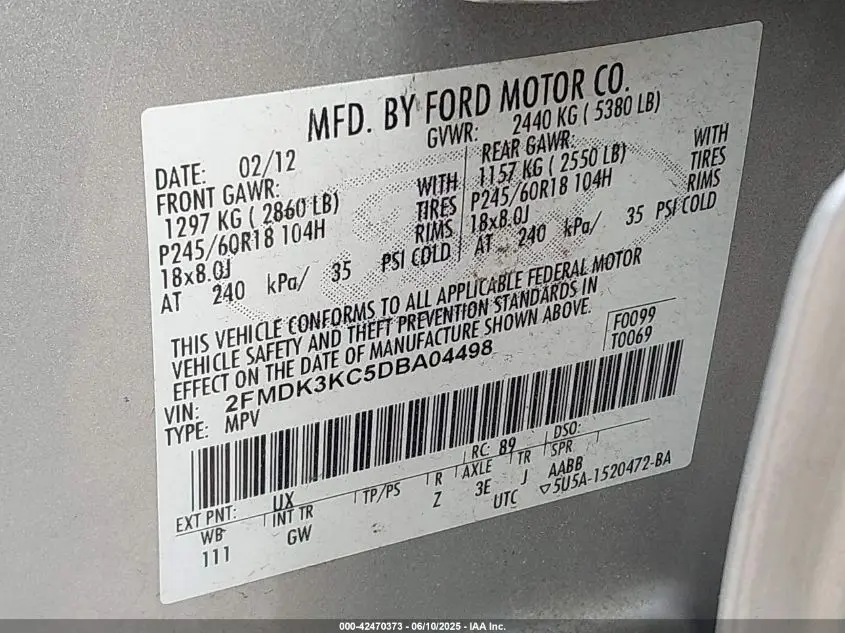 MFD. BY FORD MOTOR CO.
DATE: 02/12 GVWR: 2440 KG ( 5380 LB)
FRONT GAWR: REAR GAWR:
1297 KG ( 2860 LB) WITH 1157 KG ( 2550 LB) WITH
P245/60R18 104H TIRES P245/60R18 104H TIRES
18x8.0J RIMS 18x8.0J RIMS
AT 240 kPa/ 35 PSI COLD AT 240 kPa/ 35 PSI COLD
THIS VEHICLE CONFORMS TO ALL APPLICABLE FEDERAL MOTOR
VEHICLE SAFETY AND THEFT PREVENTION STANDARDS IN
EFFECT ON THE DATE OF MANUFACTURE SHOWN ABOVE.
VIN: 2FMDK3KC5DBA04498 F0099
TYPE: MPV T0069
EXT PNT: UX RC: 89 DSO:
WB INT TR TP/PS R AXLE TR SPR
111 GW Z 3E J AABB
UTC ▽5U5A-1520472-BA
000-42470373 - 06/10/2025 - IAA Inc.